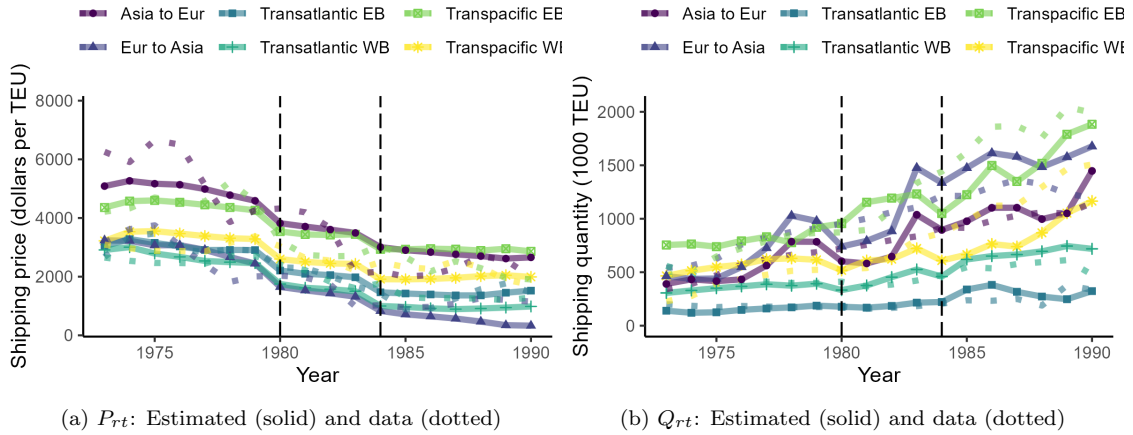 Asia to Eur Transatlantic EB Transpacific EB
Eur to Asia Transatlantic WB Transpacific WB
Shipping price (dollars per TEU)
8000
6000
4000
2000
0
1975 1980 1985 1990
Year
(a) Prt: Estimated (solid) and data (dotted)
Asia to Eur Transatlantic EB Transpacific EB
Eur to Asia Transatlantic WB Transpacific WB
Shipping quantity (1000 TEU)
2000
1500
1000
500
0
1975 1980 1985 1990
Year
(b) Qrt: Estimated (solid) and data (dotted)